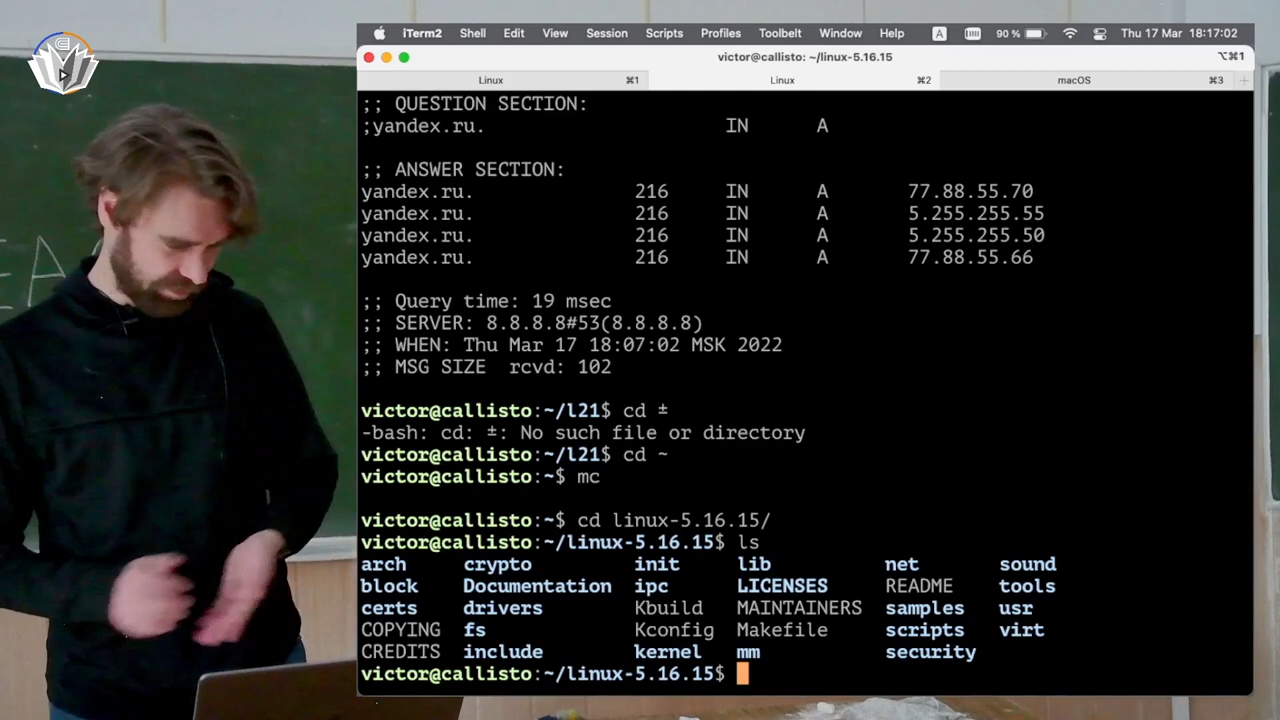 iTerm2 Shell Edit View Session Scripts Profiles Toolbelt Window Help A 90 % Thu 17 Mar 18:17:02
victor@callisto: ~/linux-5.16.15 ⌥⌘1
Linux ⌘1 Linux ⌘2 macOS ⌘3 +
;; QUESTION SECTION:
;yandex.ru. IN A
;; ANSWER SECTION:
yandex.ru. 216 IN A 77.88.55.70
yandex.ru. 216 IN A 5.255.255.55
yandex.ru. 216 IN A 5.255.255.50
yandex.ru. 216 IN A 77.88.55.66
;; Query time: 19 msec
;; SERVER: 8.8.8.8#53(8.8.8.8)
;; WHEN: Thu Mar 17 18:07:02 MSK 2022
;; MSG SIZE rcvd: 102
victor@callisto:~/l21$ cd ±
-bash: cd: ±: No such file or directory
victor@callisto:~/l21$ cd ~
victor@callisto:~$ mc
victor@callisto:~$ cd linux-5.16.15/
victor@callisto:~/linux-5.16.15$ ls
arch crypto init lib net sound
block Documentation ipc LICENSES README tools
certs drivers Kbuild MAINTAINERS samples usr
COPYING fs Kconfig Makefile scripts virt
CREDITS include kernel mm security
victor@callisto:~/linux-5.16.15$